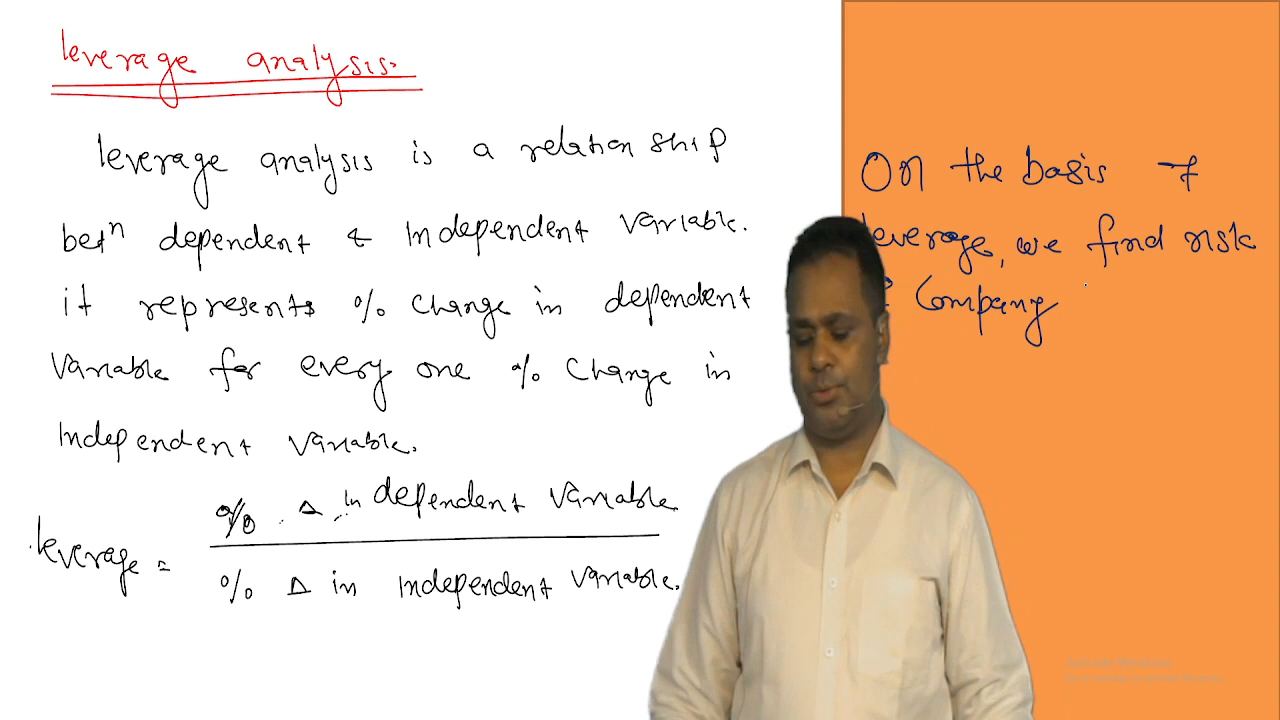 leverage analysis.
leverage analysis is a relationship
betn dependent & Independent variable.
it represents % change in dependent
variable for every one % change in
Independent variable.
leverage = % Δ in dependent variable
% Δ in Independent variable.
On the basis of
leverage, we find risk
Company